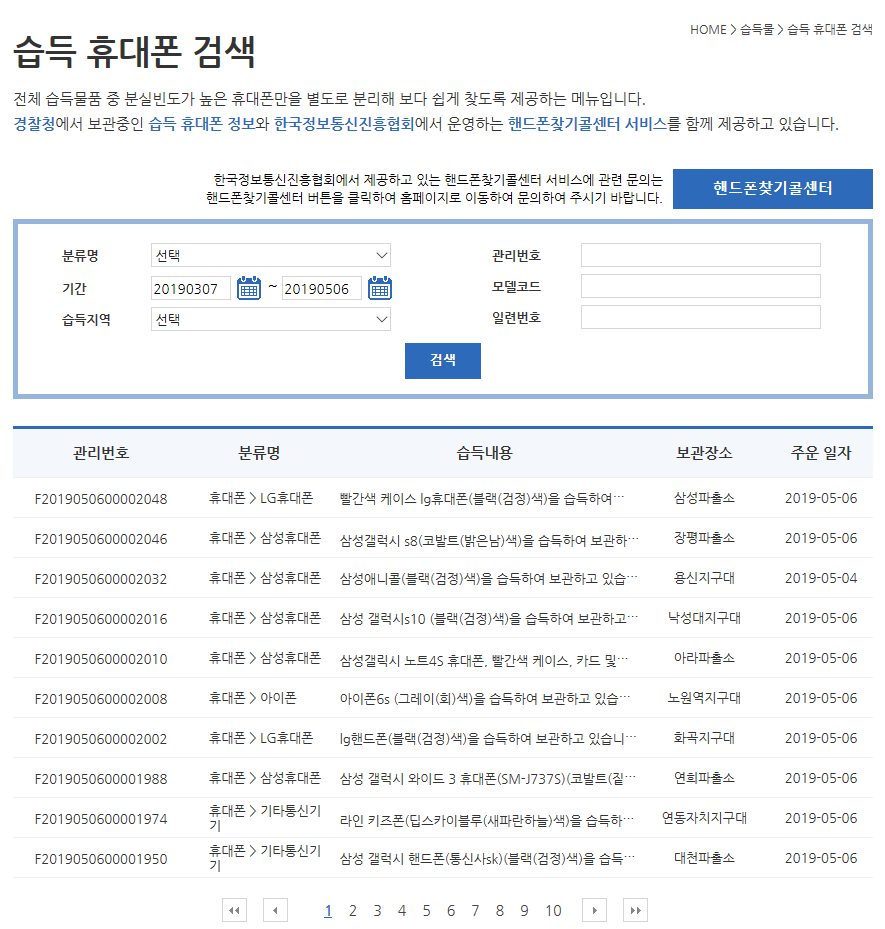 HOME > 습득물 > 습득 휴대폰 검색
습득 휴대폰 검색
전체 습득물품 중 분실빈도가 높은 휴대폰만을 별도로 분리해 보다 쉽게 찾도록 제공하는 메뉴입니다.
경찰청에서 보관중인 습득 휴대폰 정보와 한국정보통신진흥협회에서 운영하는 핸드폰찾기콜센터 서비스를 함께 제공하고 있습니다.
한국정보통신진흥협회에서 제공하고 있는 핸드폰찾기콜센터 서비스에 관련 문의는
핸드폰찾기콜센터 버튼을 클릭하여 홈페이지로 이동하여 문의하여 주시기 바랍니다.
핸드폰찾기콜센터
분류명 선택 관리번호
기간 20190307 ~ 20190506 모델코드
습득지역 선택 일련번호
검색
관리번호 분류명 습득내용 보관장소 주운 일자
F2019050600002048 휴대폰 > LG휴대폰 빨간색 케이스 lg휴대폰(블랙(검정)색)을 습득하여… 삼성파출소 2019-05-06
F2019050600002046 휴대폰 > 삼성휴대폰 삼성갤럭시 s8(코발트(밝은남)색)을 습득하여 보관하… 장평파출소 2019-05-06
F2019050600002032 휴대폰 > 삼성휴대폰 삼성애니콜(블랙(검정)색)을 습득하여 보관하고 있습… 용신지구대 2019-05-04
F2019050600002016 휴대폰 > 삼성휴대폰 삼성 갤럭시s10 (블랙(검정)색)을 습득하여 보관하고… 낙성대지구대 2019-05-06
F2019050600002010 휴대폰 > 삼성휴대폰 삼성갤릭시 노트4S 휴대폰, 빨간색 케이스, 카드 및… 아라파출소 2019-05-06
F2019050600002008 휴대폰 > 아이폰 아이폰6s (그레이(회)색)을 습득하여 보관하고 있습… 노원역지구대 2019-05-06
F2019050600002002 휴대폰 > LG휴대폰 lg핸드폰(블랙(검정)색)을 습득하여 보관하고 있습니… 화곡지구대 2019-05-06
F2019050600001988 휴대폰 > 삼성휴대폰 삼성 갤럭시 와이드 3 휴대폰(SM-J737S)(코발트(짙… 연희파출소 2019-05-06
F2019050600001974 휴대폰 > 기타통신기기 라인 키즈폰(딥스카이블루(새파란하늘)색)을 습득하… 연동자치지구대 2019-05-06
F2019050600001950 휴대폰 > 기타통신기기 삼성 갤럭시 핸드폰(통신사sk)(블랙(검정)색)을 습득… 대천파출소 2019-05-06
1 2 3 4 5 6 7 8 9 10